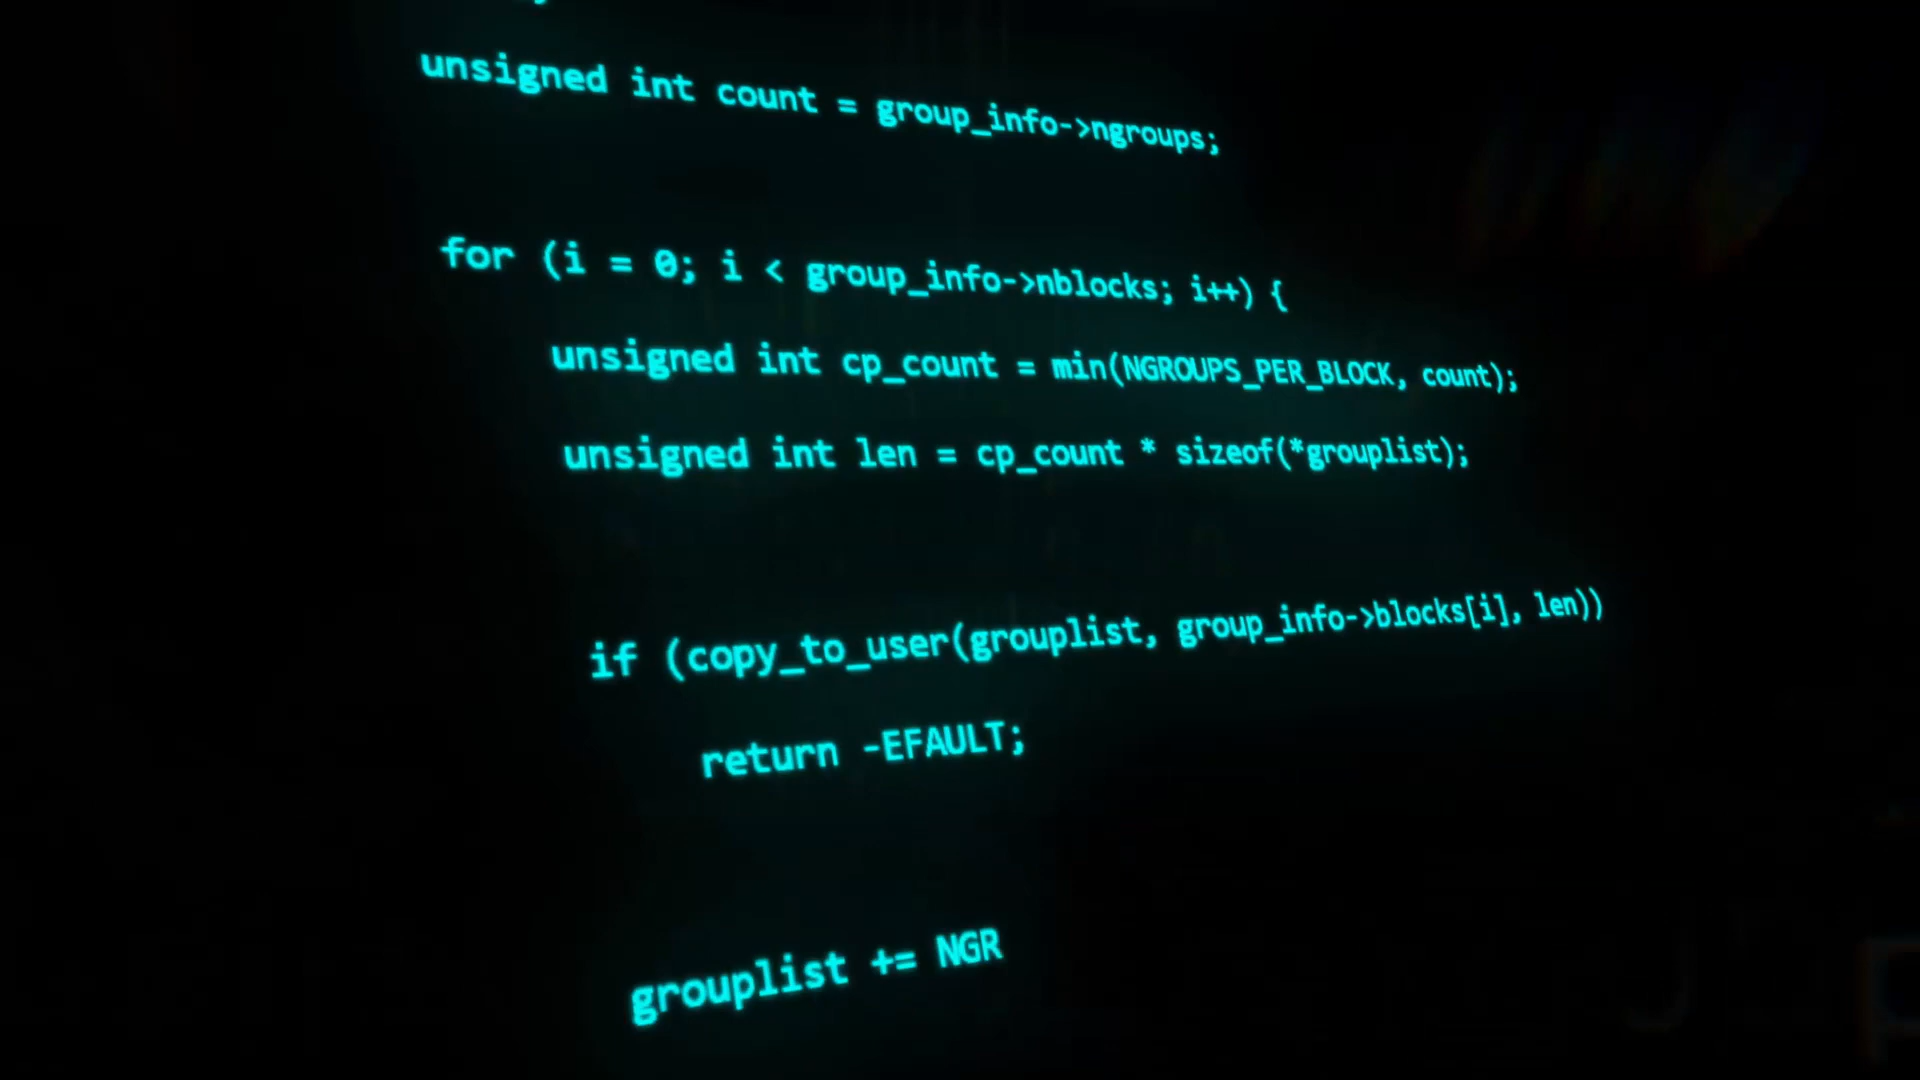 unsigned int count = group_info->ngroups;
for (i = 0; i < group_info->nblocks; i++) {
unsigned int cp_count = min(NGROUPS_PER_BLOCK, count);
unsigned int len = cp_count * sizeof(*grouplist);
if (copy_to_user(grouplist, group_info->blocks[i], len))
return -EFAULT;
grouplist += NGR